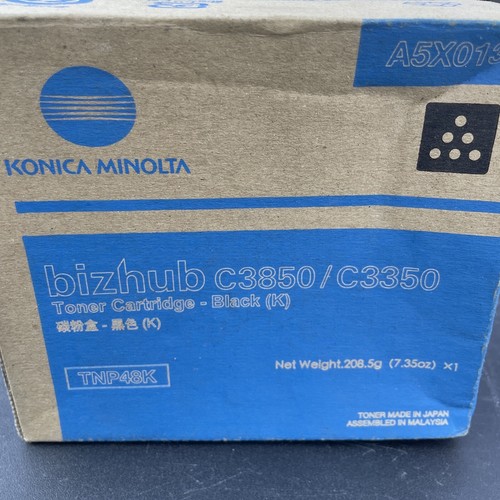 A5X013
KONICA MINOLTA
bizhub C3850 / C3350
Toner Cartridge - Black (K)
碳粉盒 - 黑色 (K)
TNP48K
Net Weight.208.5g (7.35oz) ×1
TONER MADE IN JAPAN
ASSEMBLED IN MALAYSIA